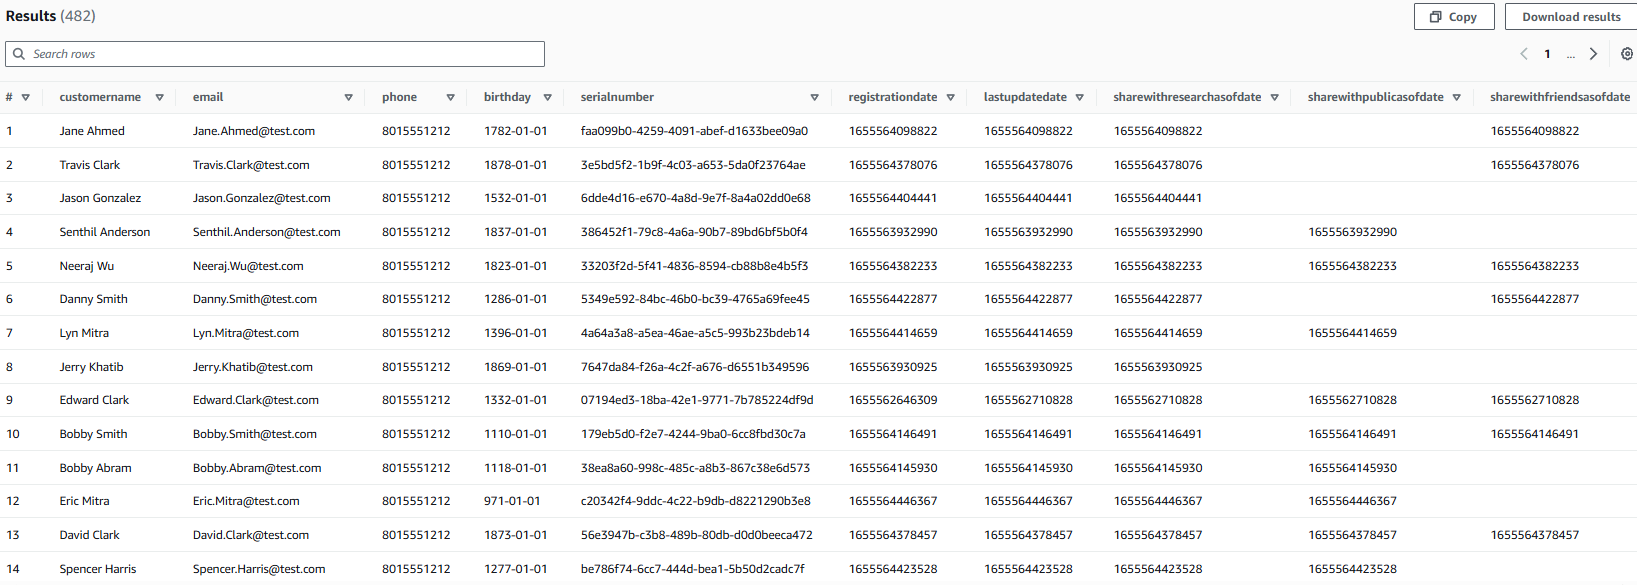 Results (482)
Copy
Download results
Search rows
1 ...
# customername email phone birthday serialnumber registrationdate lastupdatedate sharewithresearchasofdate sharewithpublicasofdate sharewithfriendsasofdate
1 Jane Ahmed Jane.Ahmed@test.com 8015551212 1782-01-01 faa099b0-4259-4091-abef-d1633bee09a0 1655564098822 1655564098822 1655564098822 1655564098822
2 Travis Clark Travis.Clark@test.com 8015551212 1878-01-01 3e5bd5f2-1b9f-4c03-a653-5da0f23764ae 1655564378076 1655564378076 1655564378076 1655564378076
3 Jason Gonzalez Jason.Gonzalez@test.com 8015551212 1532-01-01 6dde4d16-e670-4a8d-9e7f-8a4a02dd0e68 1655564404441 1655564404441 1655564404441
4 Senthil Anderson Senthil.Anderson@test.com 8015551212 1837-01-01 386452f1-79c8-4a6a-90b7-89bd6bf5b0f4 1655563932990 1655563932990 1655563932990 1655563932990
5 Neeraj Wu Neeraj.Wu@test.com 8015551212 1823-01-01 33203f2d-5f41-4836-8594-cb88b8e4b5f3 1655564382233 1655564382233 1655564382233 1655564382233 1655564382233
6 Danny Smith Danny.Smith@test.com 8015551212 1286-01-01 5349e592-84bc-46b0-bc39-4765a69fee45 1655564422877 1655564422877 1655564422877 1655564422877
7 Lyn Mitra Lyn.Mitra@test.com 8015551212 1396-01-01 4a64a3a8-a5ea-46ae-a5c5-993b23bdeb14 1655564414659 1655564414659 1655564414659 1655564414659
8 Jerry Khatib Jerry.Khatib@test.com 8015551212 1869-01-01 7647da84-f26a-4c2f-a676-d6551b349596 1655563930925 1655563930925 1655563930925
9 Edward Clark Edward.Clark@test.com 8015551212 1332-01-01 07194ed3-18ba-42e1-9771-7b785224df9d 1655562646309 1655562710828 1655562710828 1655562710828 1655562710828
10 Bobby Smith Bobby.Smith@test.com 8015551212 1110-01-01 179eb5d0-f2e7-4244-9ba0-6cc8fbd30c7a 1655564146491 1655564146491 1655564146491 1655564146491 1655564146491
11 Bobby Abram Bobby.Abram@test.com 8015551212 1118-01-01 38ea8a60-998c-485c-a8b3-867c38e6d573 1655564145930 1655564145930 1655564145930 1655564145930
12 Eric Mitra Eric.Mitra@test.com 8015551212 971-01-01 c20342f4-9ddc-4c22-b9db-d8221290b3e8 1655564446367 1655564446367 1655564446367 1655564446367
13 David Clark David.Clark@test.com 8015551212 1873-01-01 56e3947b-c3b8-489b-80db-d0d0beeca472 1655564378457 1655564378457 1655564378457 1655564378457 1655564378457
14 Spencer Harris Spencer.Harris@test.com 8015551212 1277-01-01 be786f74-6cc7-444d-bea1-5b50d2cadc7f 1655564423528 1655564423528 1655564423528 1655564423528